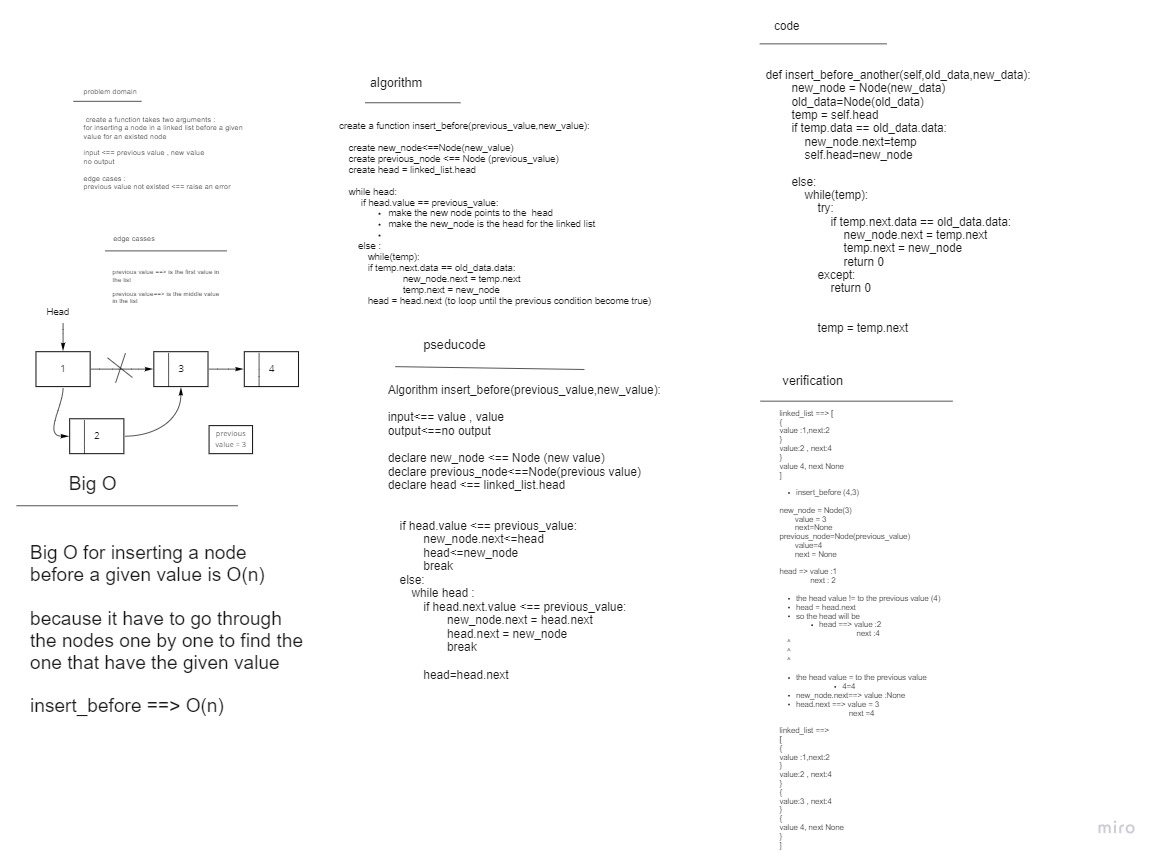 problem domain
create a function takes two arguments :
for inserting a node in a linked list before a given
value for an existed node
input <== previous value , new value
no output
edge cases :
previous value not existed <== raise an error
edge casses
previous value ==> is the first value in
the list
previous value==> is the middle value
in the list
Head
1
3
4
2
previous
value = 3
Big O
Big O for inserting a node
before a given value is O(n)
because it have to go through
the nodes one by one to find the
one that have the given value
insert_before ==> O(n)
algorithm
create a function insert_before(previous_value,new_value):
create new_node<==Node(new_value)
create previous_node <== Node (previous_value)
create head = linked_list.head
while head:
if head.value == previous_value:
• make the new node points to the head
• make the new_node is the head for the linked list
•
else :
while(temp):
if temp.next.data == old_data.data:
new_node.next = temp.next
temp.next = new_node
head = head.next (to loop until the previous condition become true)
pseducode
Algorithm insert_before(previous_value,new_value):
input<== value , value
output<==no output
declare new_node <== Node (new value)
declare previous_node<==Node(previous value)
declare head <== linked_list.head
if head.value <== previous_value:
new_node.next<=head
head<=new_node
break
else:
while head :
if head.next.value <== previous_value:
new_node.next = head.next
head.next = new_node
break
head=head.next
code
def insert_before_another(self,old_data,new_data):
new_node = Node(new_data)
old_data=Node(old_data)
temp = self.head
if temp.data == old_data.data:
new_node.next=temp
self.head=new_node
else:
while(temp):
try:
if temp.next.data == old_data.data:
new_node.next = temp.next
temp.next = new_node
return 0
except:
return 0
temp = temp.next
verification
linked_list ==> [
{
value :1,next:2
}
value:2 , next:4
}
value 4, next None
]
• insert_before (4,3)
new_node = Node(3)
value = 3
next=None
previous_node=Node(previous_value)
value=4
next = None
head => value :1
next : 2
• the head value != to the previous value (4)
• head = head.next
• so the head will be
• head ==> value :2
next :4
^
^
^
• the head value = to the previous value
• 4=4
• new_node.next==> value :None
• head.next ==> value = 3
next =4
linked_list ==>
[
{
value :1,next:2
}
value:2 , next:4
}
{
value:3 , next:4
}
{
value 4, next None
}
]
miro